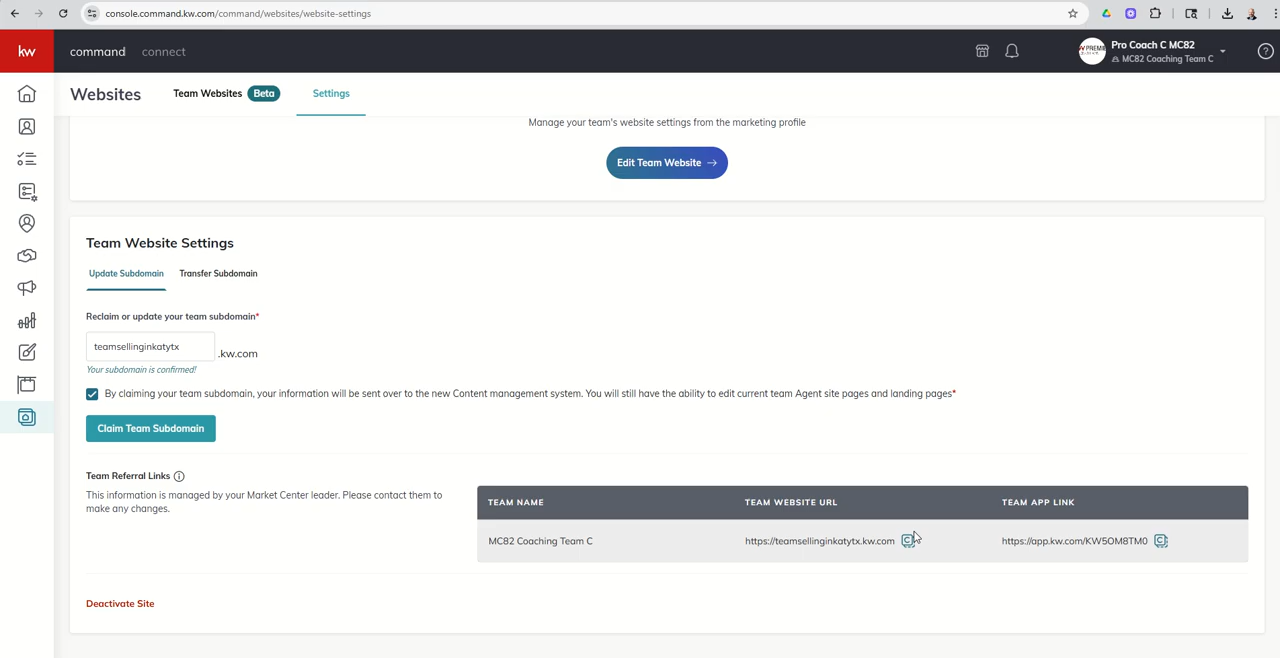 console.command.kw.com/command/websites/website-settings
kw
command
connect
Pro Coach C MC82
MC82 Coaching Team C
Websites
Team Websites
Beta
Settings
Manage your team's website settings from the marketing profile
Edit Team Website →
Team Website Settings
Update Subdomain
Transfer Subdomain
Reclaim or update your team subdomain*
teamsellinginkatytx
.kw.com
Your subdomain is confirmed!
By claiming your team subdomain, your information will be sent over to the new Content management system. You will still have the ability to edit current team Agent site pages and landing pages*
Claim Team Subdomain
Team Referral Links
This information is managed by your Market Center leader. Please contact them to
make any changes.
TEAM NAME
TEAM WEBSITE URL
TEAM APP LINK
MC82 Coaching Team C
https://teamsellinginkatytx.kw.com
https://app.kw.com/KW5OM8TM0
Deactivate Site